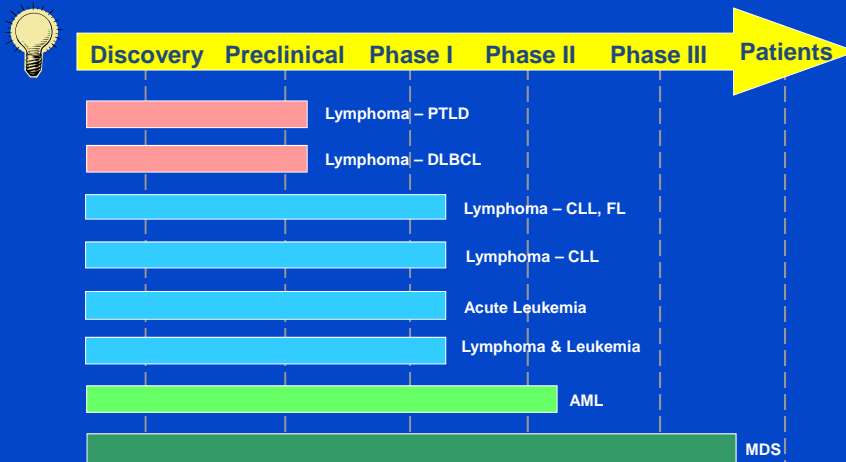 Discovery Preclinical Phase I Phase II Phase III Patients
Lymphoma – PTLD
Lymphoma – DLBCL
Lymphoma – CLL, FL
Lymphoma – CLL
Acute Leukemia
Lymphoma & Leukemia
AML
MDS